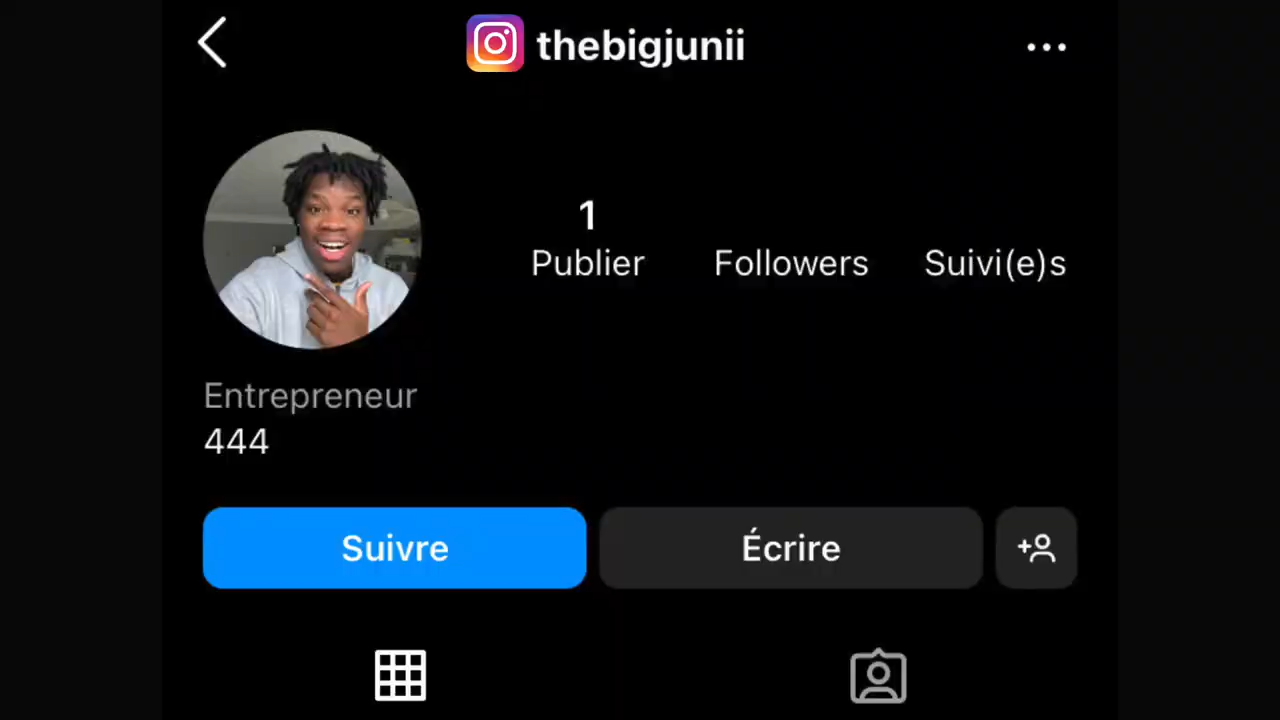 thebigjunii
1
Publier Followers Suivi(e)s
Entrepreneur
444
Suivre Écrire